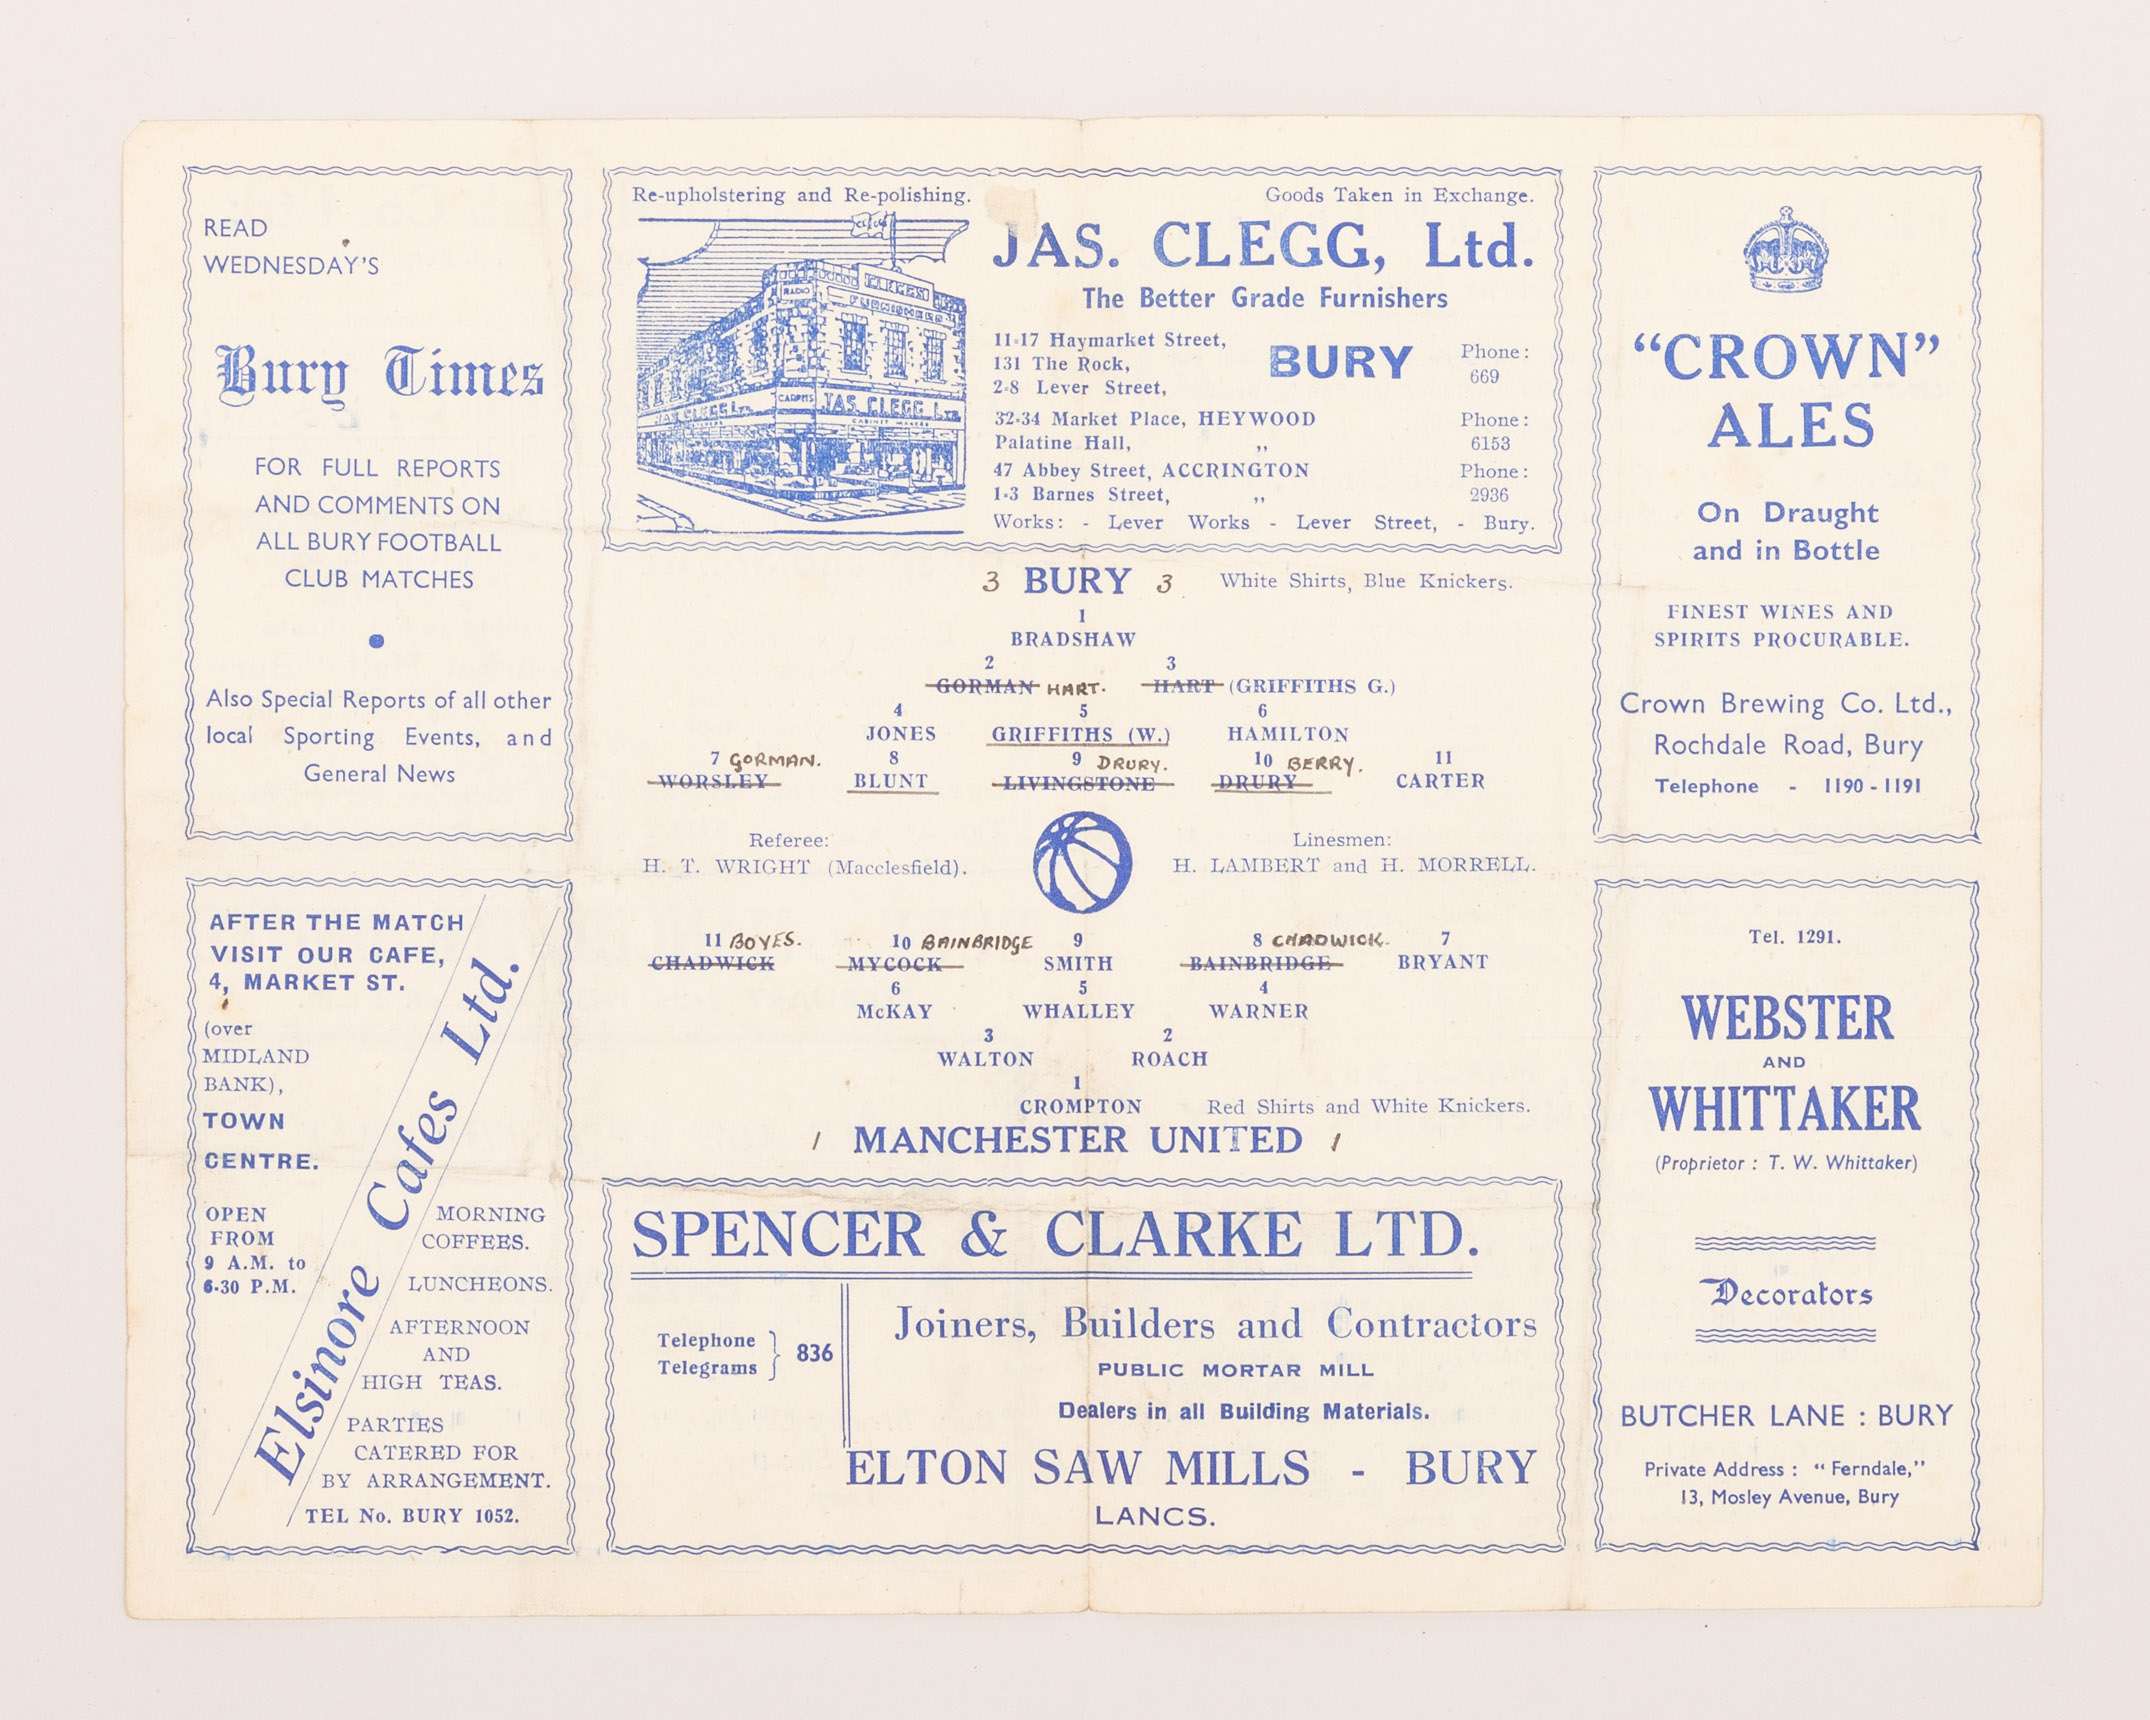 READ
WEDNESDAY'S
Bury Times
FOR FULL REPORTS
AND COMMENTS ON
ALL BURY FOOTBALL
CLUB MATCHES
Also Special Reports of all other
local Sporting Events, and
General News
AFTER THE MATCH
VISIT OUR CAFE,
4, MARKET ST.
(over
MIDLAND
BANK),
TOWN
CENTRE.
OPEN
FROM
9 A.M. to
6-30 P.M.
Elsinore Cafes Ltd.
MORNING
COFFEES.
LUNCHEONS.
AFTERNOON
AND
HIGH TEAS.
PARTIES
CATERED FOR
BY ARRANGEMENT.
TEL No. BURY 1052.
Re-upholstering and Re-polishing. Goods Taken in Exchange.
CLEGG
CLEGGS
RADIO FURNISHERS
JAS CLEGG LTD. CARPETS JAS. CLEGG LTD.
CABINET MAKERS
JAS. CLEGG, Ltd.
The Better Grade Furnishers
11-17 Haymarket Street,
131 The Rock,
2-8 Lever Street,
BURY
Phone:
669
32-34 Market Place, HEYWOOD Phone:
Palatine Hall, ,, 6153
47 Abbey Street, ACCRINGTON Phone:
1-3 Barnes Street, ,, 2936
Works: - Lever Works - Lever Street, - Bury.
3 BURY 3 White Shirts, Blue Knickers.
1
BRADSHAW
2 3
GORMAN HART. HART (GRIFFITHS G.)
4 5 6
JONES GRIFFITHS (W.) HAMILTON
7 GORMAN. 8 9 DRURY. 10 BERRY. 11
WORSLEY BLUNT LIVINGSTONE DRURY CARTER
Referee: Linesmen:
H. T. WRIGHT (Macclesfield). H. LAMBERT and H. MORRELL.
11 BOYES. 10 BAINBRIDGE 9 8 CHADWICK. 7
CHADWICK MYCOCK SMITH BAINBRIDGE BRYANT
6 5 4
McKAY WHALLEY WARNER
3 2
WALTON ROACH
1
CROMPTON Red Shirts and White Knickers.
1 MANCHESTER UNITED 1
SPENCER & CLARKE LTD.
Telephone
Telegrams } 836
Joiners, Builders and Contractors
PUBLIC MORTAR MILL
Dealers in all Building Materials.
ELTON SAW MILLS - BURY
LANCS.
"CROWN"
ALES
On Draught
and in Bottle
FINEST WINES AND
SPIRITS PROCURABLE.
Crown Brewing Co. Ltd.,
Rochdale Road, Bury
Telephone - 1190-1191
Tel. 1291.
WEBSTER
AND
WHITTAKER
(Proprietor : T. W. Whittaker)
Decorators
BUTCHER LANE : BURY
Private Address : "Ferndale,"
13, Mosley Avenue, Bury